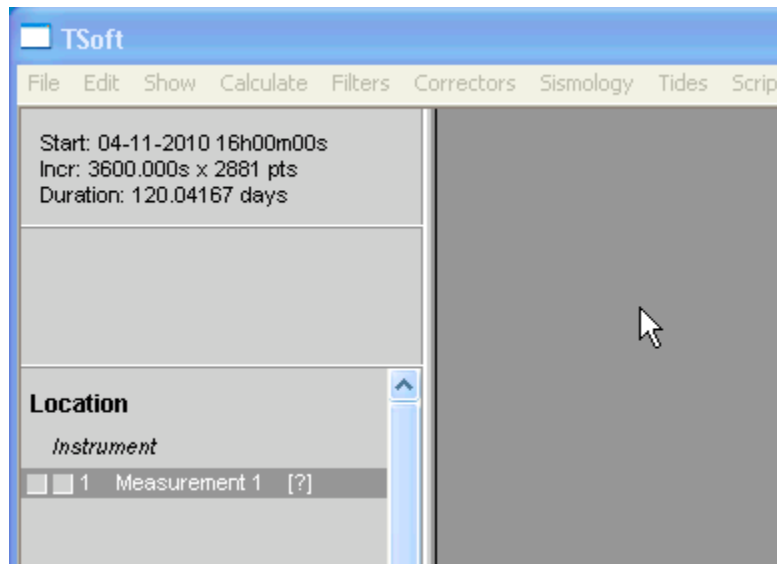 TSoft
File Edit Show Calculate Filters Correctors Sismology Tides Scrip
Start: 04-11-2010 16h00m00s
Incr: 3600.000s x 2881 pts
Duration: 120.04167 days
Location
Instrument
1 Measurement 1 [?]